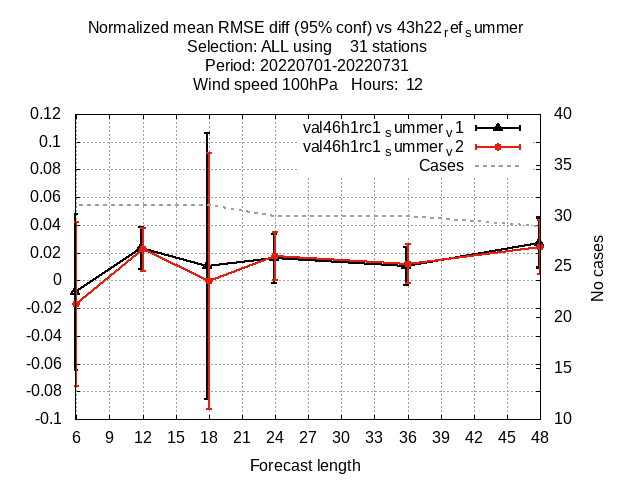 Normalized mean RMSE diff (95% conf) vs 43h22refsummer
Selection: ALL using 31 stations
Period: 20220701-20220731
Wind speed 100hPa Hours: 12
val46h1rc1summerv1
val46h1rc1summerv2
Cases
0.12
0.1
0.08
0.06
0.04
0.02
0
-0.02
-0.04
-0.06
-0.08
-0.1
40
35
30
25
20
15
10
No cases
6 9 12 15 18 21 24 27 30 33 36 39 42 45 48
Forecast length